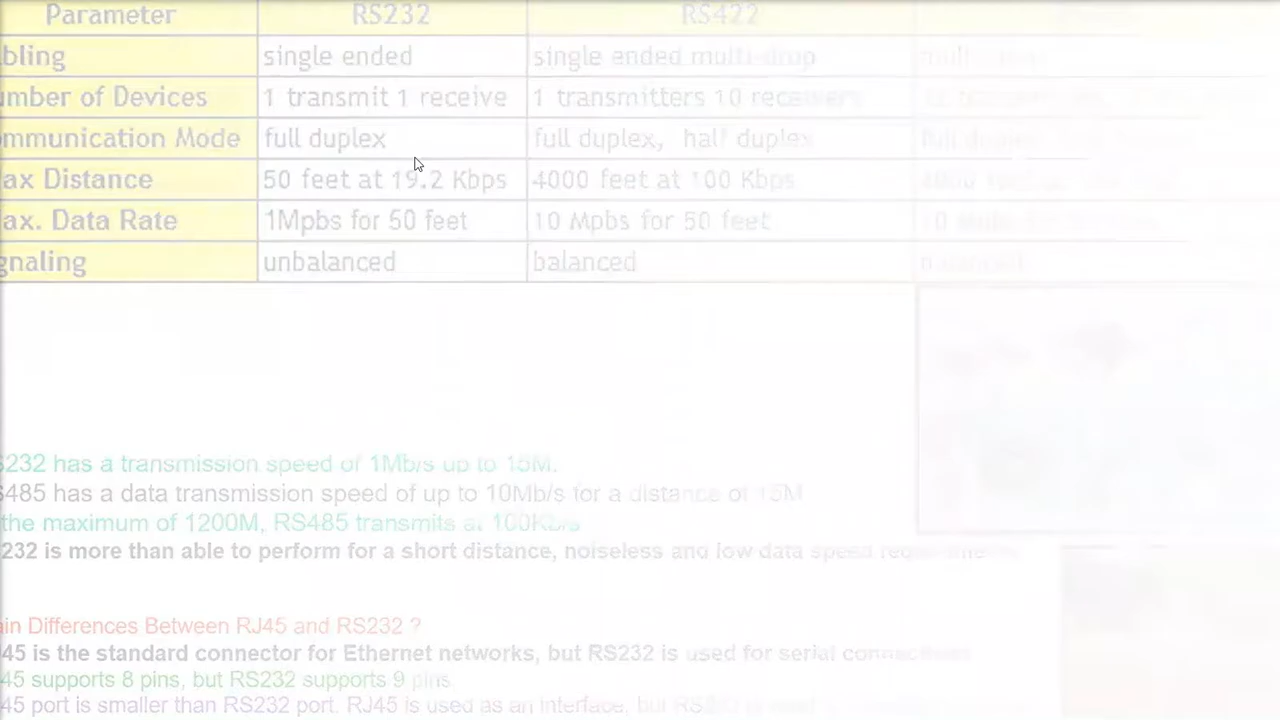 Parameter RS232 RS422
bling single ended single ended multi-drop
mber of Devices 1 transmit 1 receive 1 transmitters 10 receivers
mmunication Mode full duplex full duplex, half duplex
ax Distance 50 feet at 19.2 Kbps 4000 feet at 100 Kbps
ax. Data Rate 1Mpbs for 50 feet 10 Mpbs for 50 feet
gnaling unbalanced balanced
S232 has a transmission speed of 1Mb/s up to 15M.
S485 has a data transmission speed of up to 10Mb/s for a distance of 15M
the maximum of 1200M, RS485 transmits at 100Kb/s
232 is more than able to perform for a short distance, noiseless and low data speed
ain Differences Between RJ45 and RS232 ?
45 is the standard connector for Ethernet networks, but RS232 is used for serial connections
45 supports 8 pins, but RS232 supports 9 pins
45 port is smaller than RS232 port. RJ45 is used as an interface, but